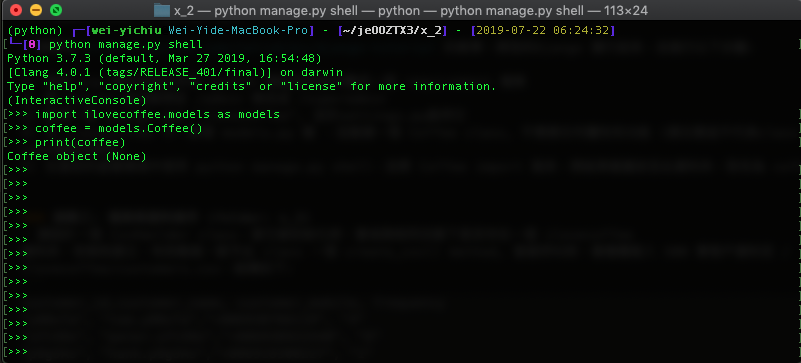 x_2 — python manage.py shell — python — python manage.py shell — 113×24
(python) ┌─[wei-yichiu Wei-Yide-MacBook-Pro] - [~/jeOOZTX3/x_2] - [2019-07-22 06:24:32]
└─[0] python manage.py shell
Python 3.7.3 (default, Mar 27 2019, 16:54:48)
[Clang 4.0.1 (tags/RELEASE_401/final)] on darwin
Type "help", "copyright", "credits" or "license" for more information.
(InteractiveConsole)
>>> import ilovecoffee.models as models
>>> coffee = models.Coffee()
>>> print(coffee)
Coffee object (None)
>>>
>>>
>>>
>>>
>>>
>>>
>>>
>>>
>>>
>>>
>>>
>>>
>>>
>>>